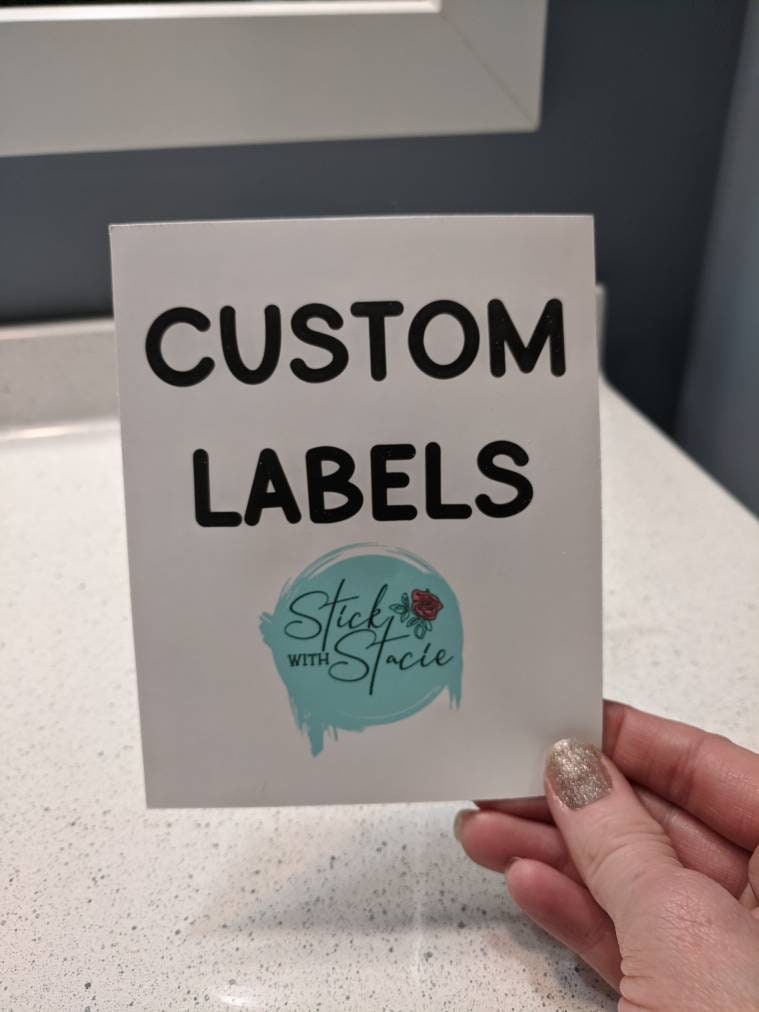 CUSTOM
LABELS
Stick
WITH Stacie